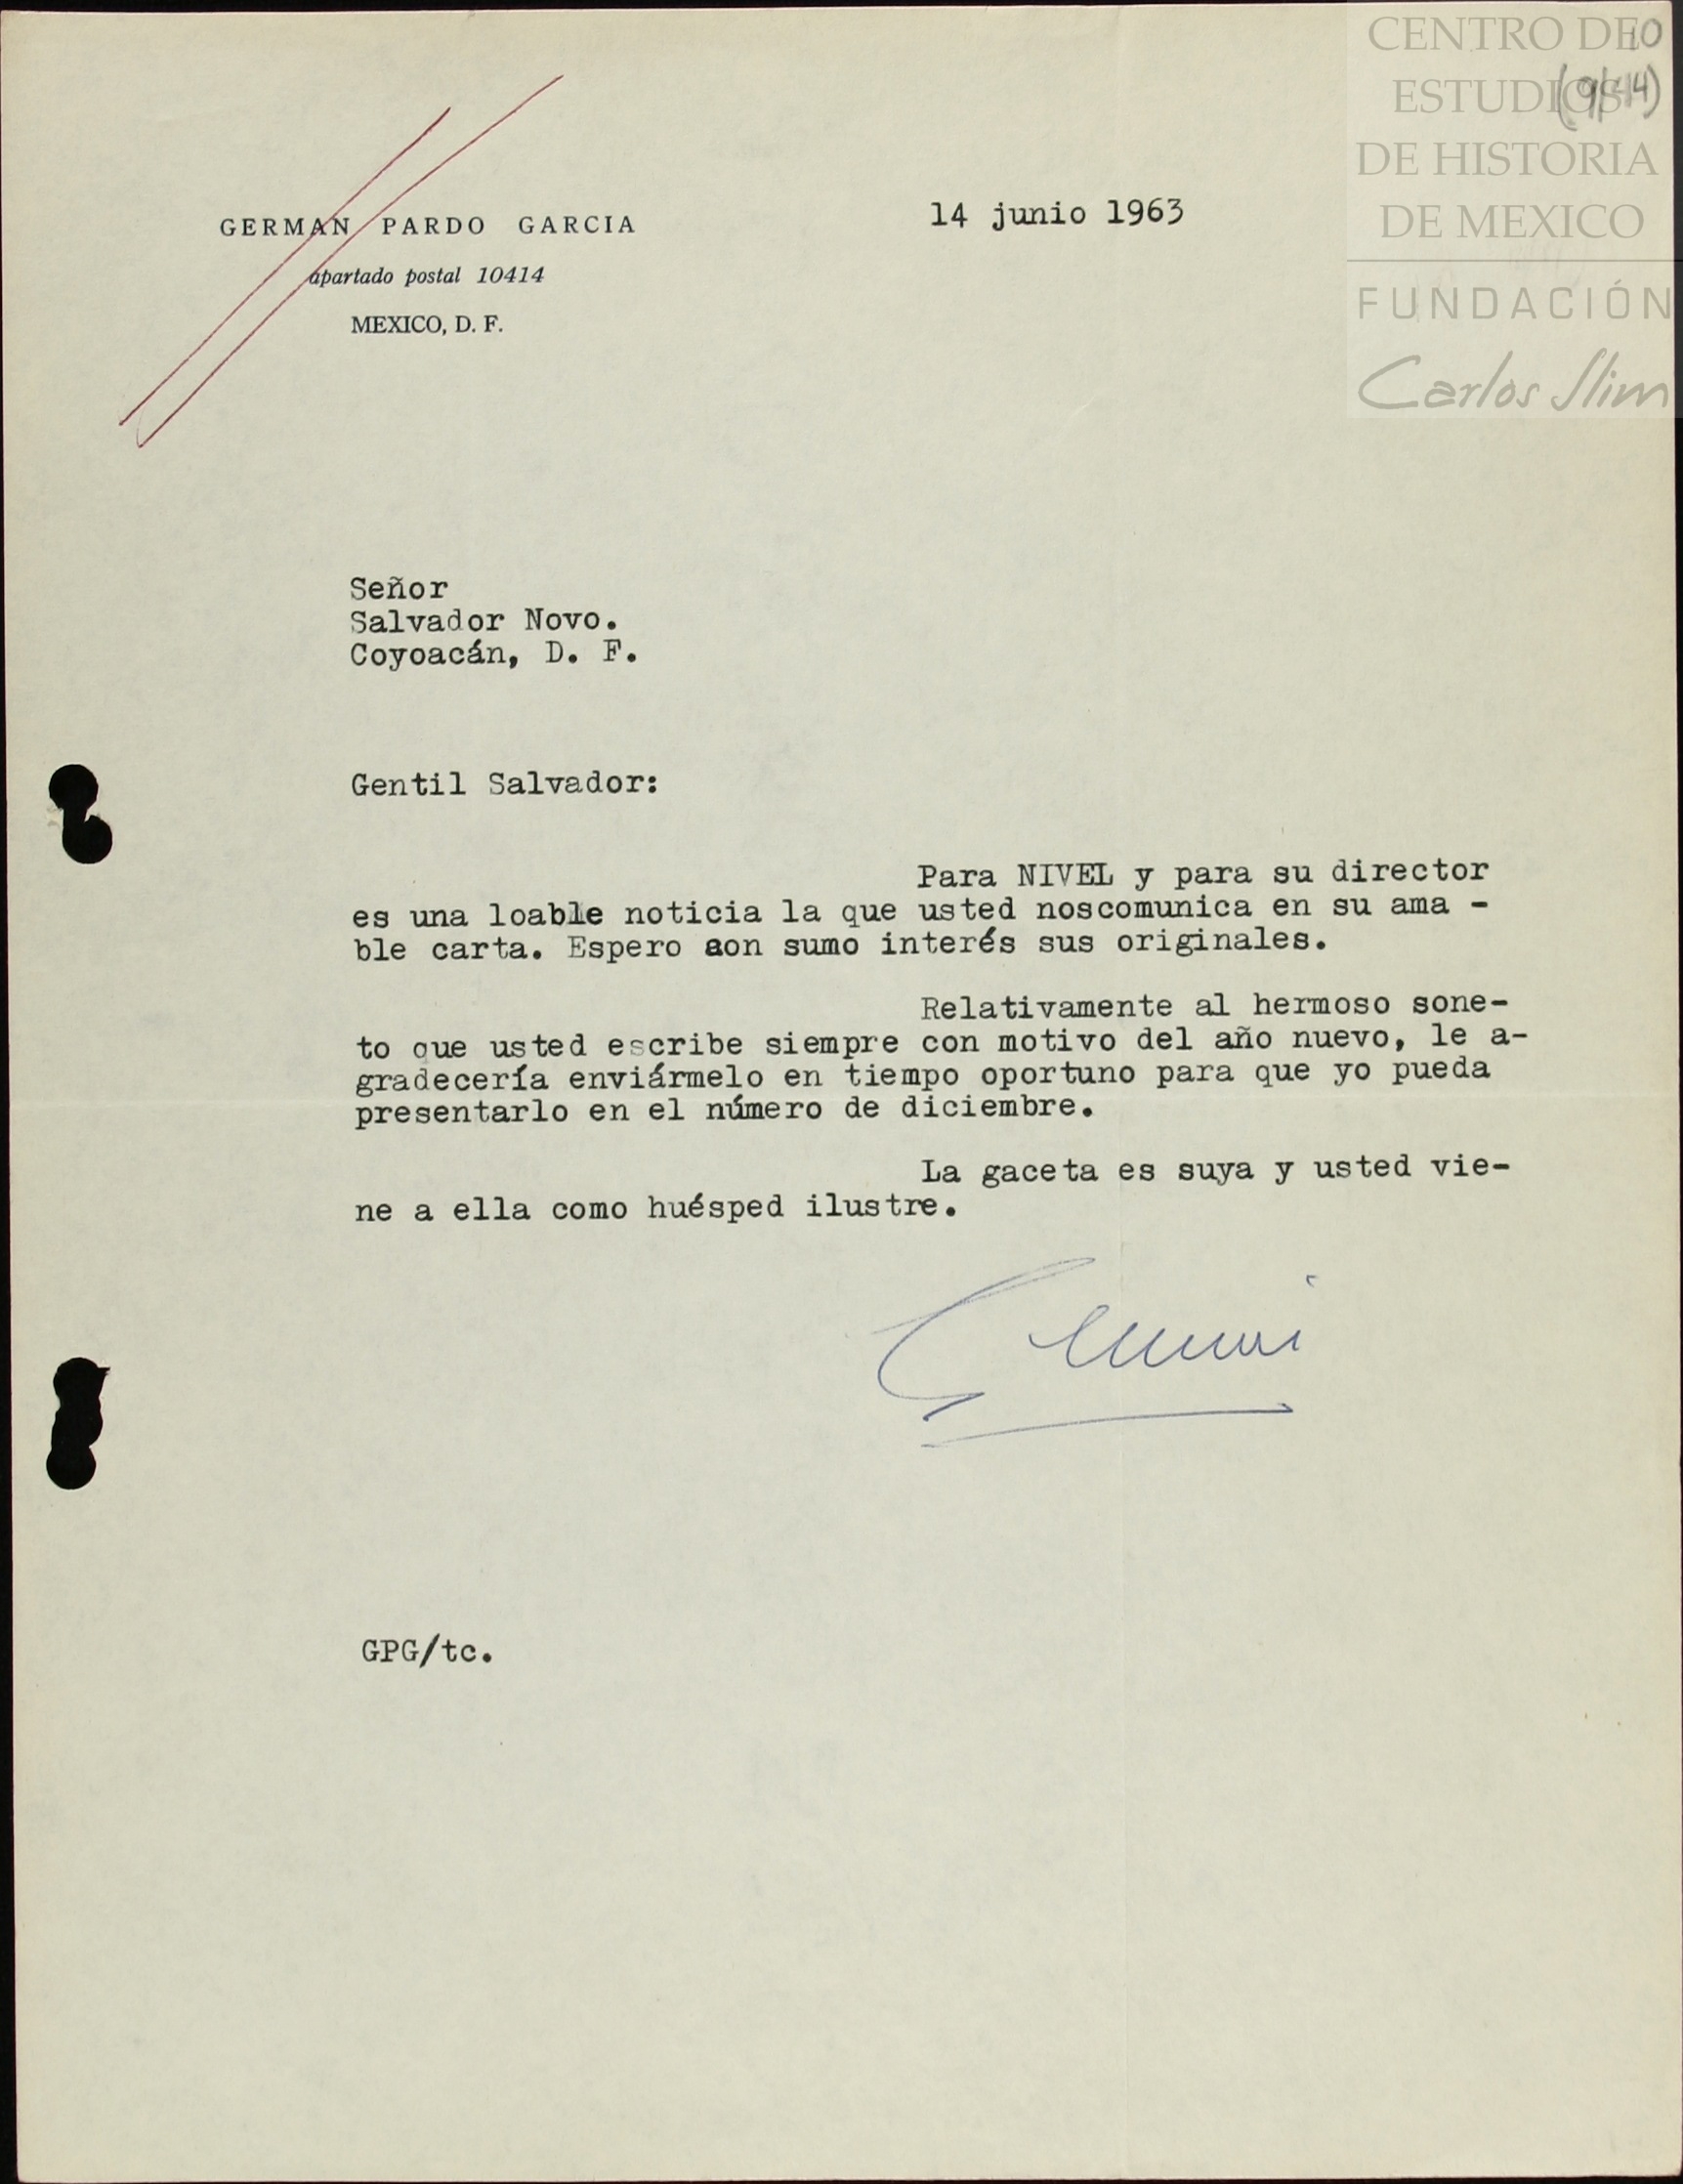 CENTRO DE
ESTUDIOS
DE HISTORIA
DE MEXICO
FUNDACIÓN
Carlos Slim
10
(9/44)
GERMAN PARDO GARCIA
apartado postal 10414
MEXICO, D. F.
14 junio 1963
Señor
Salvador Novo.
Coyoacán, D. F.
Gentil Salvador:
Para NIVEL y para su director
es una loable noticia la que usted noscomunica en su ama -
ble carta. Espero aon sumo interés sus originales.
Relativamente al hermoso sone-
to que usted escribe siempre con motivo del año nuevo, le a-
gradecería enviármelo en tiempo oportuno para que yo pueda
presentarlo en el número de diciembre.
La gaceta es suya y usted vie-
ne a ella como huésped ilustre.
GPG/tc.